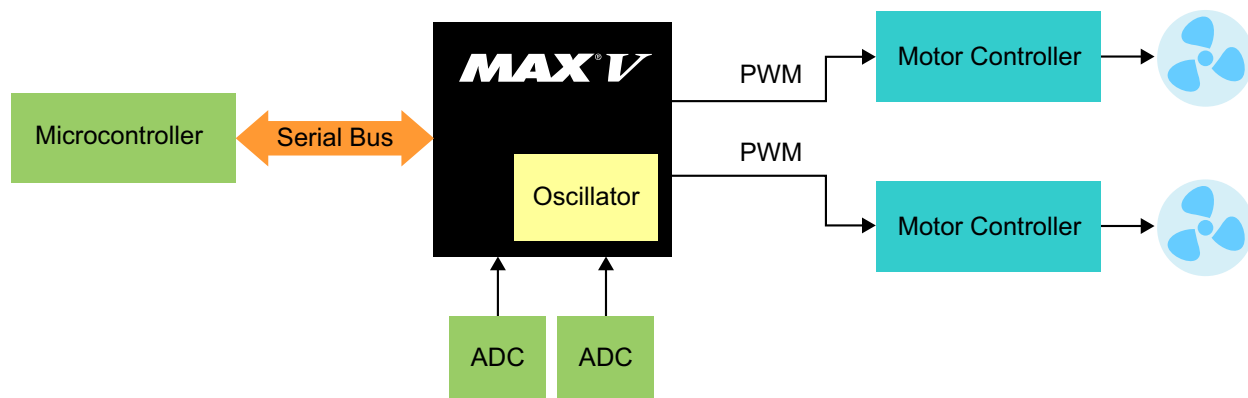 MAX® V
Microcontroller
Serial Bus
Oscillator
PWM
PWM
Motor Controller
Motor Controller
ADC
ADC